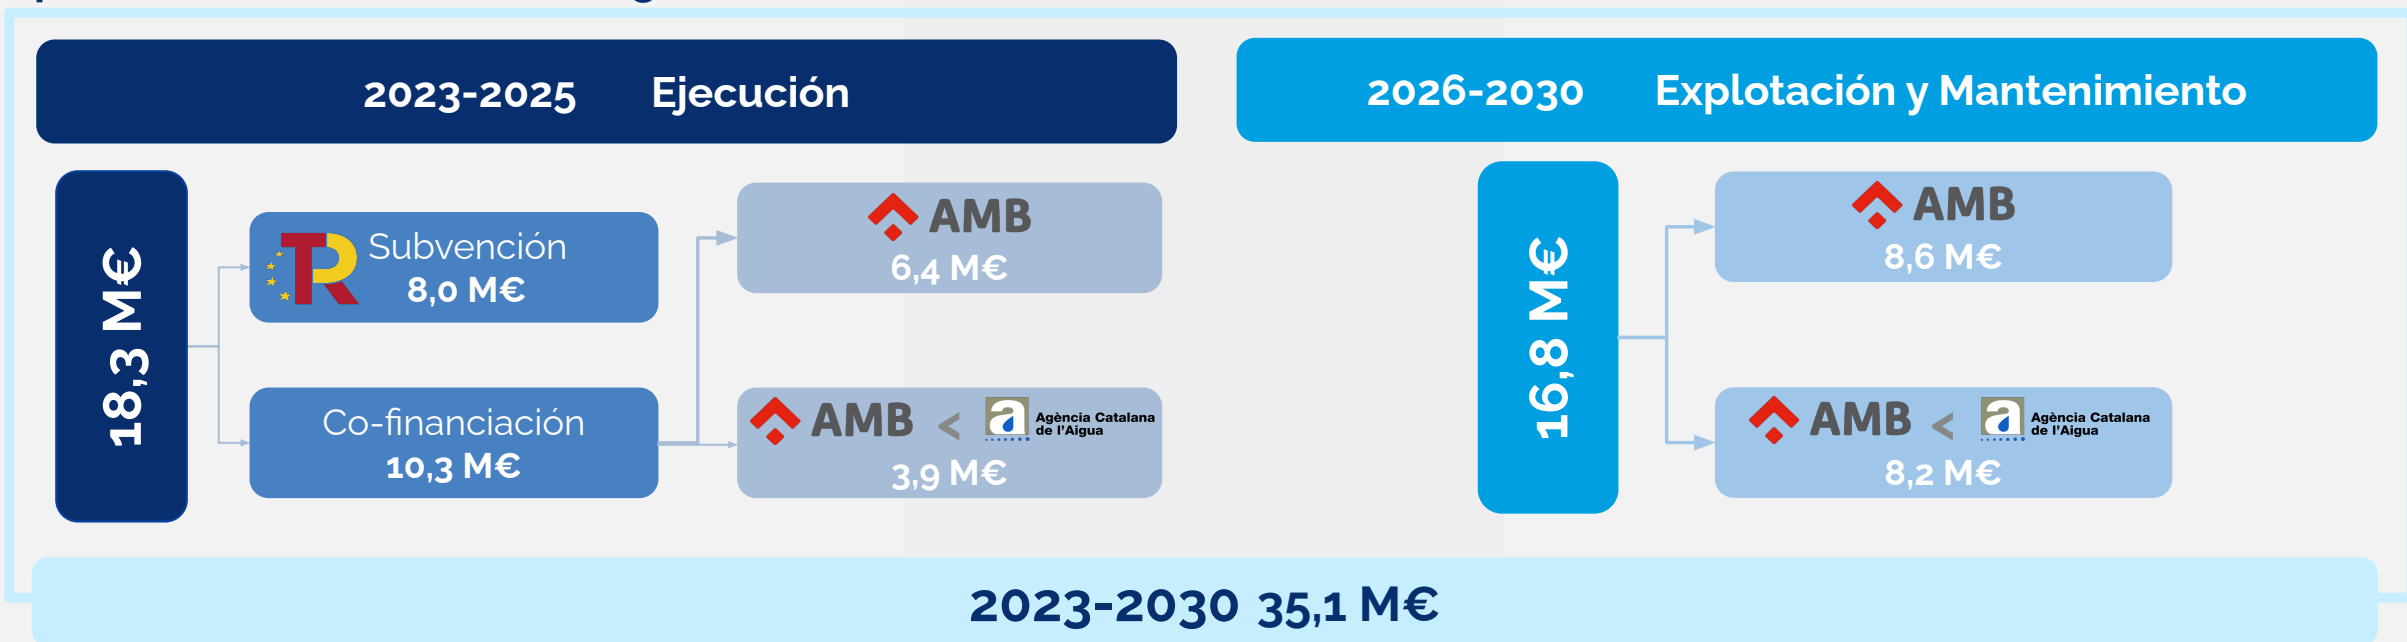 2023-2025 Ejecución
2026-2030 Explotación y Mantenimiento
18,3 M€
TR
Subvención
8,0 M€
Co-financiación
10,3 M€
AMB
6,4 M€
AMB < a Agència Catalana
de l'Aigua
3,9 M€
16,8 M€
AMB
8,6 M€
AMB < a Agència Catalana
de l'Aigua
8,2 M€
2023-2030 35,1 M€